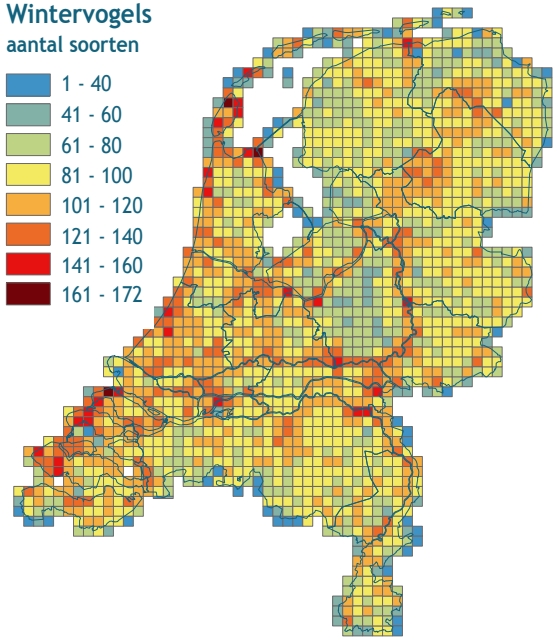 Wintervogels
aantal soorten
1 - 40
41 - 60
61 - 80
81 - 100
101 - 120
121 - 140
141 - 160
161 - 172